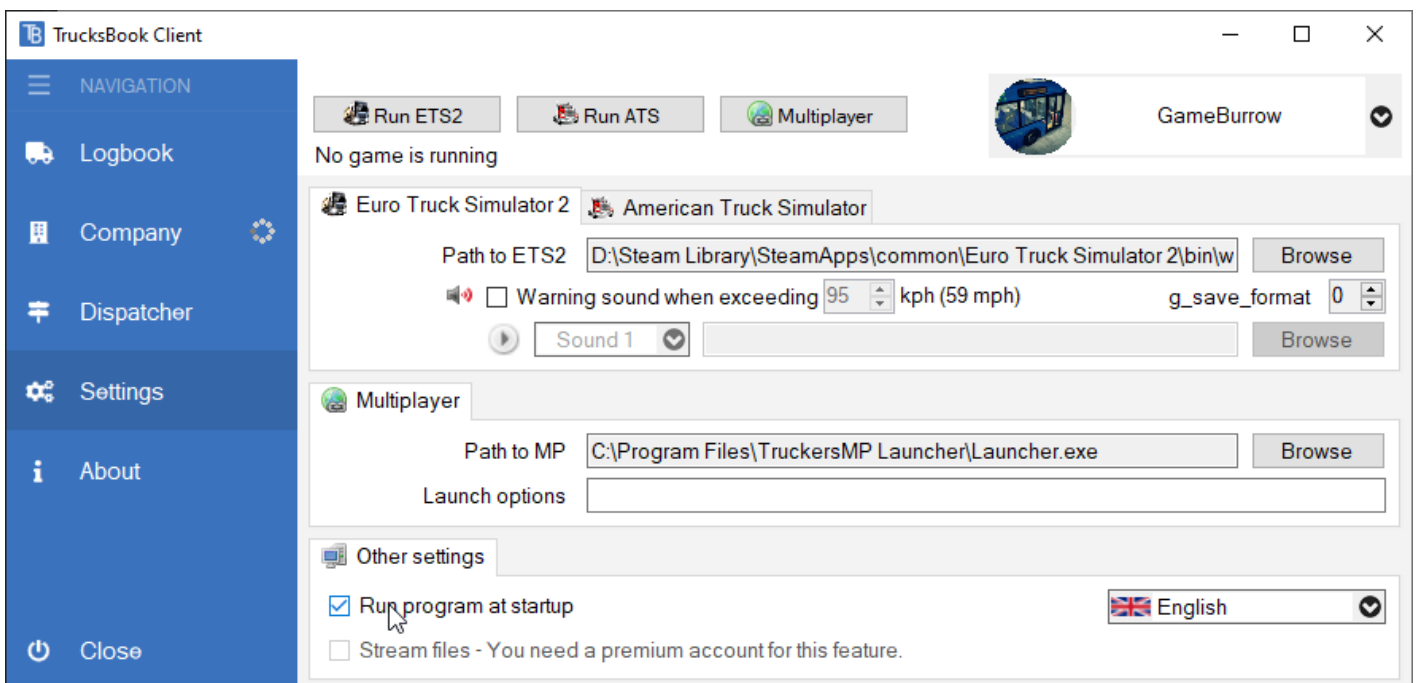 TB TrucksBook Client
NAVIGATION
Logbook
Company
Dispatcher
Settings
About
Close
Run ETS2
Run ATS
Multiplayer
GameBurrow
No game is running
Euro Truck Simulator 2
American Truck Simulator
Path to ETS2 D:\Steam Library\SteamApps\common\Euro Truck Simulator 2\bin\w Browse
Warning sound when exceeding 95 kph (59 mph) g_save_format 0
Sound 1 Browse
Multiplayer
Path to MP C:\Program Files\TruckersMP Launcher\Launcher.exe Browse
Launch options
Other settings
Run program at startup English
Stream files - You need a premium account for this feature.